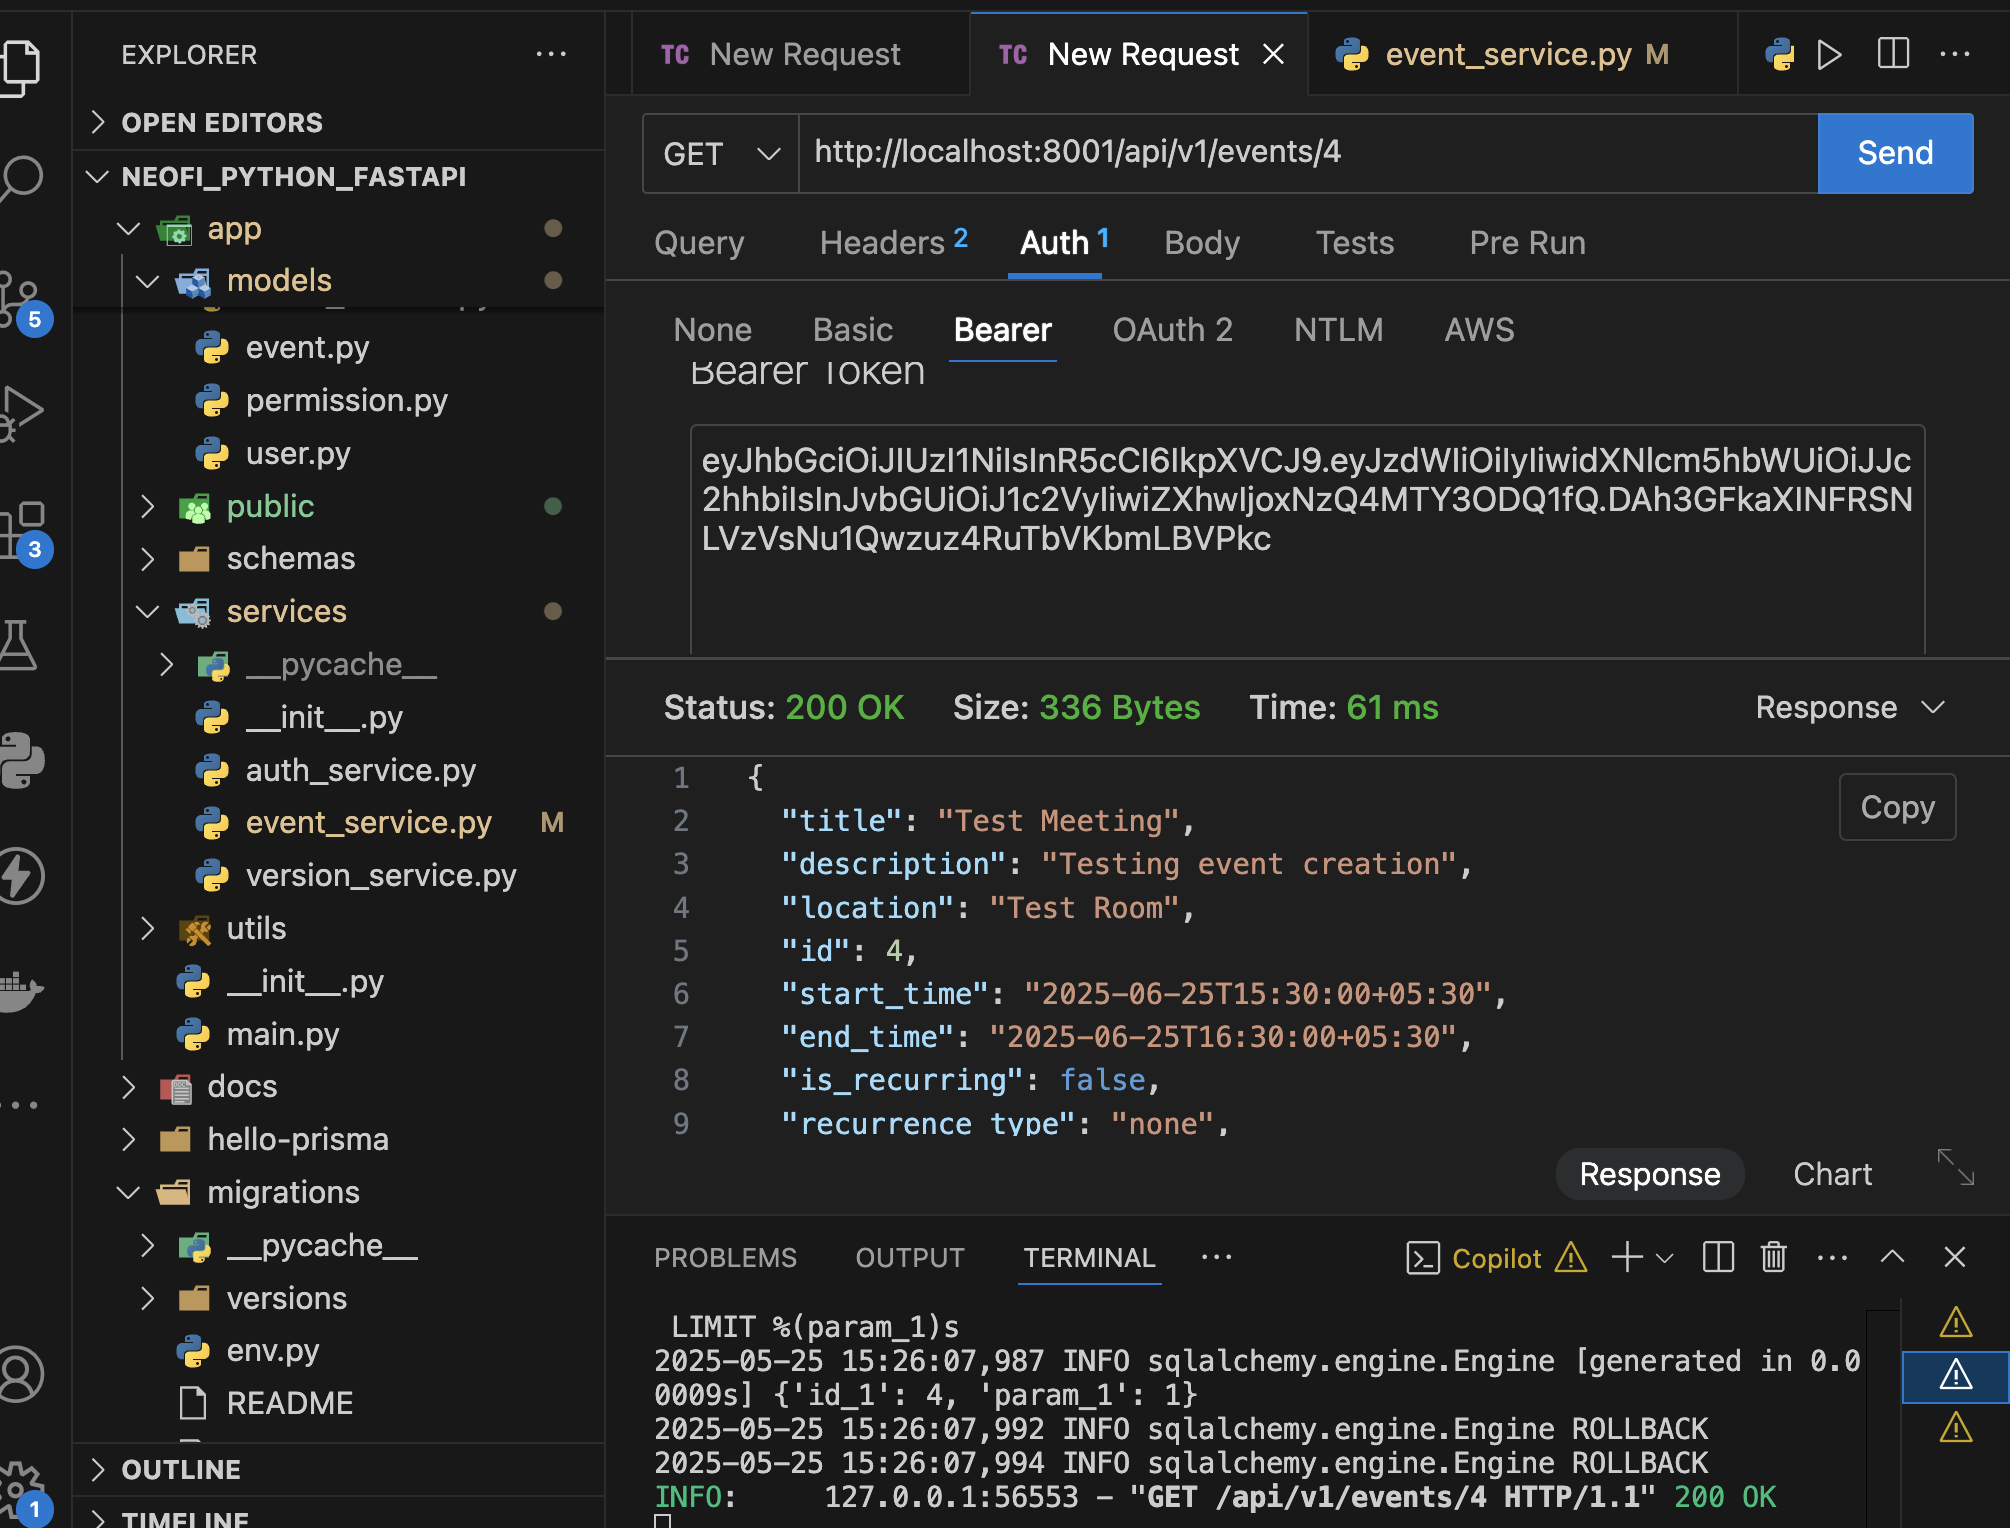 EXPLORER
OPEN EDITORS
NEOFI_PYTHON_FASTAPI
app
models
event.py
permission.py
user.py
public
schemas
services
__pycache__
__init__.py
auth_service.py
event_service.py M
version_service.py
utils
__init__.py
main.py
docs
hello-prisma
migrations
__pycache__
versions
env.py
README
OUTLINE
TIMELINE
5
3
1
TC New Request
TC New Request
event_service.py M
GET http://localhost:8001/api/v1/events/4 Send
Query Headers 2 Auth 1 Body Tests Pre Run
None Basic Bearer OAuth 2 NTLM AWS
Bearer Token
eyJhbGciOiJIUzI1NiIsInR5cCI6IkpXVCJ9.eyJzdWIiOiIyIiwidXNlcm5hbWUiOiJJc
2hhbiIsInJvbGUiOiJ1c2VyIiwiZXhwIjoxNzQ4MTY3ODQ1fQ.DAh3GFkaXINFRSN
LVzVsNu1Qwzuz4RuTbVKbmLBVPkc
Status: 200 OK Size: 336 Bytes Time: 61 ms Response
Copy
1 {
2 "title": "Test Meeting",
3 "description": "Testing event creation",
4 "location": "Test Room",
5 "id": 4,
6 "start_time": "2025-06-25T15:30:00+05:30",
7 "end_time": "2025-06-25T16:30:00+05:30",
8 "is_recurring": false,
9 "recurrence_type": "none",
Response Chart
PROBLEMS OUTPUT TERMINAL Copilot
LIMIT %(param_1)s
2025-05-25 15:26:07,987 INFO sqlalchemy.engine.Engine [generated in 0.0
0009s] {'id_1': 4, 'param_1': 1}
2025-05-25 15:26:07,992 INFO sqlalchemy.engine.Engine ROLLBACK
2025-05-25 15:26:07,994 INFO sqlalchemy.engine.Engine ROLLBACK
INFO: 127.0.0.1:56553 - "GET /api/v1/events/4 HTTP/1.1" 200 OK